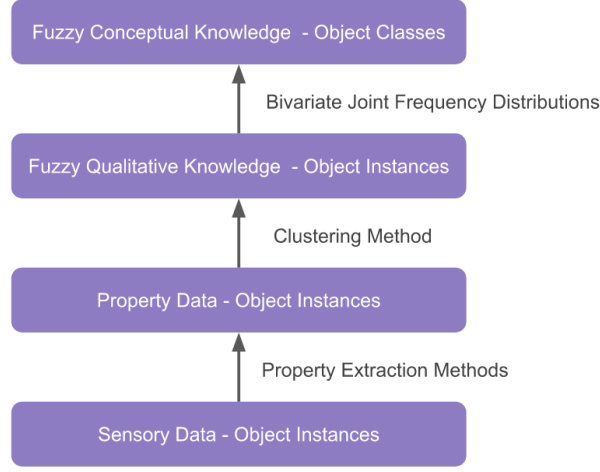 Fuzzy Conceptual Knowledge - Object Classes
Bivariate Joint Frequency Distributions
Fuzzy Qualitative Knowledge - Object Instances
Clustering Method
Property Data - Object Instances
Property Extraction Methods
Sensory Data - Object Instances